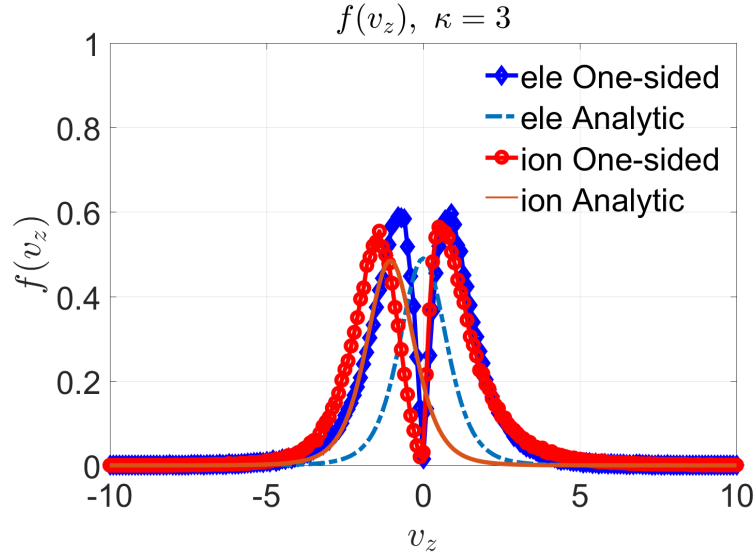 f(v_z), κ = 3
1
0.8
0.6
0.4
0.2
0
f(v_z)
ele One-sided
ele Analytic
ion One-sided
ion Analytic
-10 -5 0 5 10
v_z